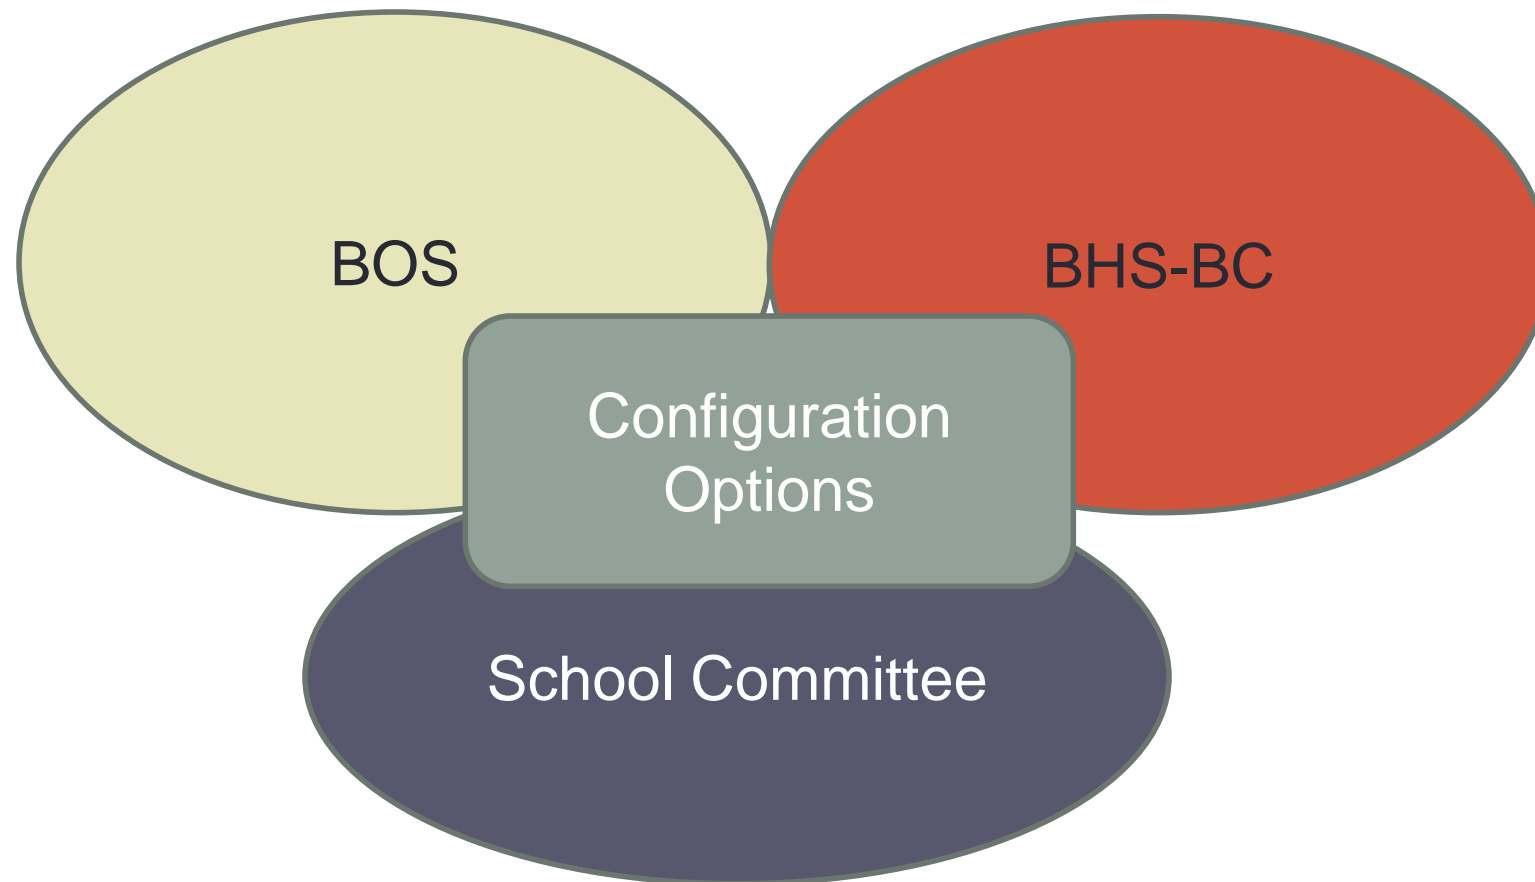 BOS
BHS-BC
Configuration
Options
School Committee